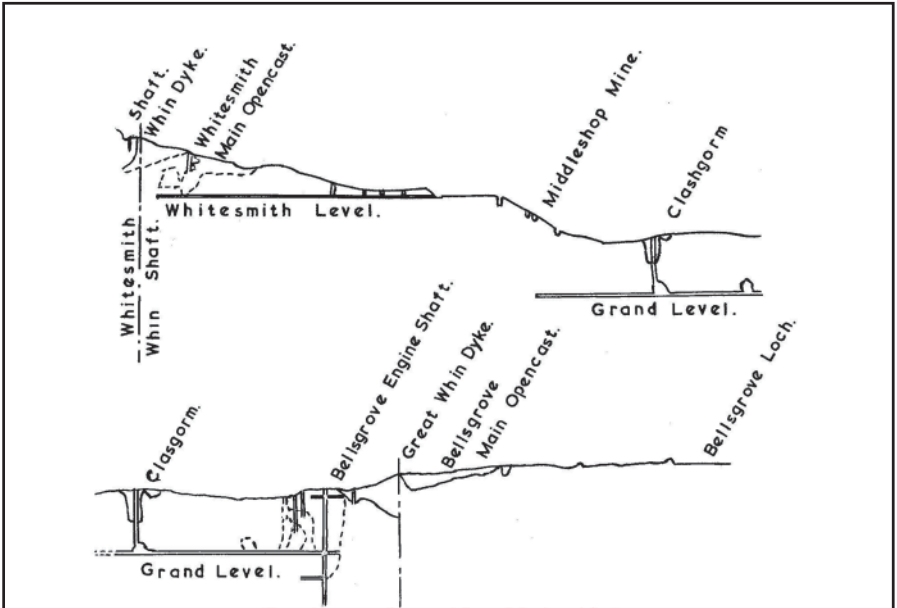 Shaft.
Whin Dyke.
Whitesmith
Main Opencast.
Middleshop Mine.
Clashgorm
Whitesmith Level.
Whitesmith
Whin Shaft.
Grand Level.
Clasgorm.
Bellsgrove Engine Shaft.
Great Whin Dyke.
Bellsgrove
Main Opencast.
Bellsgrove Loch.
Grand Level.